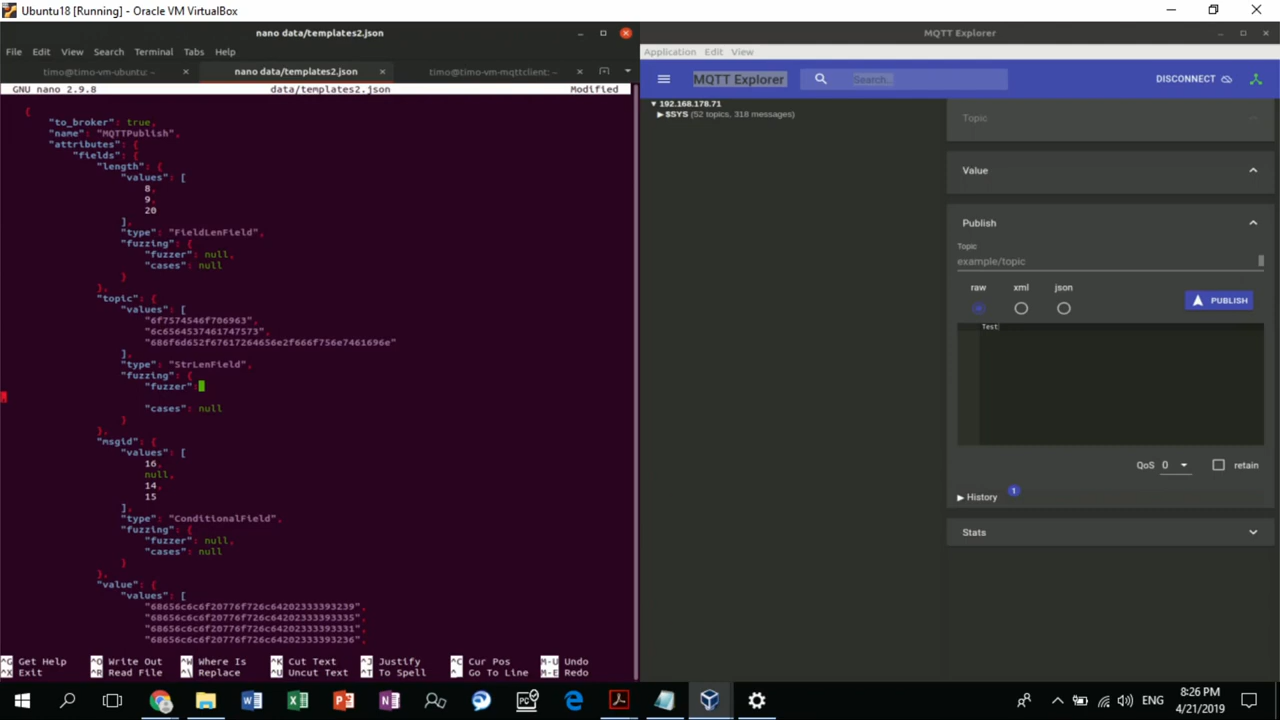 Ubuntu18 [Running] - Oracle VM VirtualBox
nano data/templates2.json
File Edit View Search Terminal Tabs Help
timo@timo-vm-ubuntu: ~
nano data/templates2.json
timo@timo-vm-mqttclient: ~
GNU nano 2.9.8 data/templates2.json Modified
{
"to_broker": true,
"name": "MQTTPublish",
"attributes": {
"fields": {
"length": {
"values": [
8,
9,
20
],
"type": "FieldLenField",
"fuzzing": {
"fuzzer": null,
"cases": null
}
},
"topic": {
"values": [
"6f7574546f706963",
"6c6564537461747573",
"686f6d652f67617264656e2f666f756e7461696e"
],
"type": "StrLenField",
"fuzzing": {
"fuzzer":
,
"cases": null
}
},
"msgid": {
"values": [
16,
null,
14,
15
],
"type": "ConditionalField",
"fuzzing": {
"fuzzer": null,
"cases": null
}
},
"value": {
"values": [
"68656c6c6f20776f726c64202333393239",
"68656c6c6f20776f726c64202333393335",
"68656c6c6f20776f726c64202333393331",
"68656c6c6f20776f726c64202333393236",
^G Get Help ^O Write Out ^W Where Is ^K Cut Text ^J Justify ^C Cur Pos M-U Undo
^X Exit ^R Read File ^\ Replace ^U Uncut Text ^T To Spell ^_ Go To Line M-E Redo
MQTT Explorer
Application Edit View
MQTT Explorer
Search...
DISCONNECT
192.168.178.71
$SYS (52 topics, 318 messages)
Topic
Value
Publish
Topic
example/topic
raw xml json
PUBLISH
Test
QoS 0 retain
History 1
Stats
ENG
8:26 PM
4/21/2019